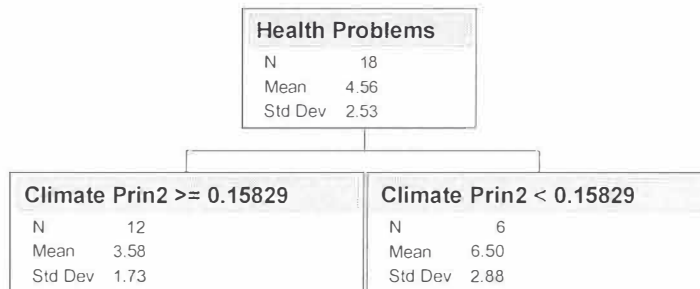 Health Problems
N 18
Mean 4.56
Std Dev 2.53
Climate Prin2 >= 0.15829
N 12
Mean 3.58
Std Dev 1.73
Climate Prin2 < 0.15829
N 6
Mean 6.50
Std Dev 2.88